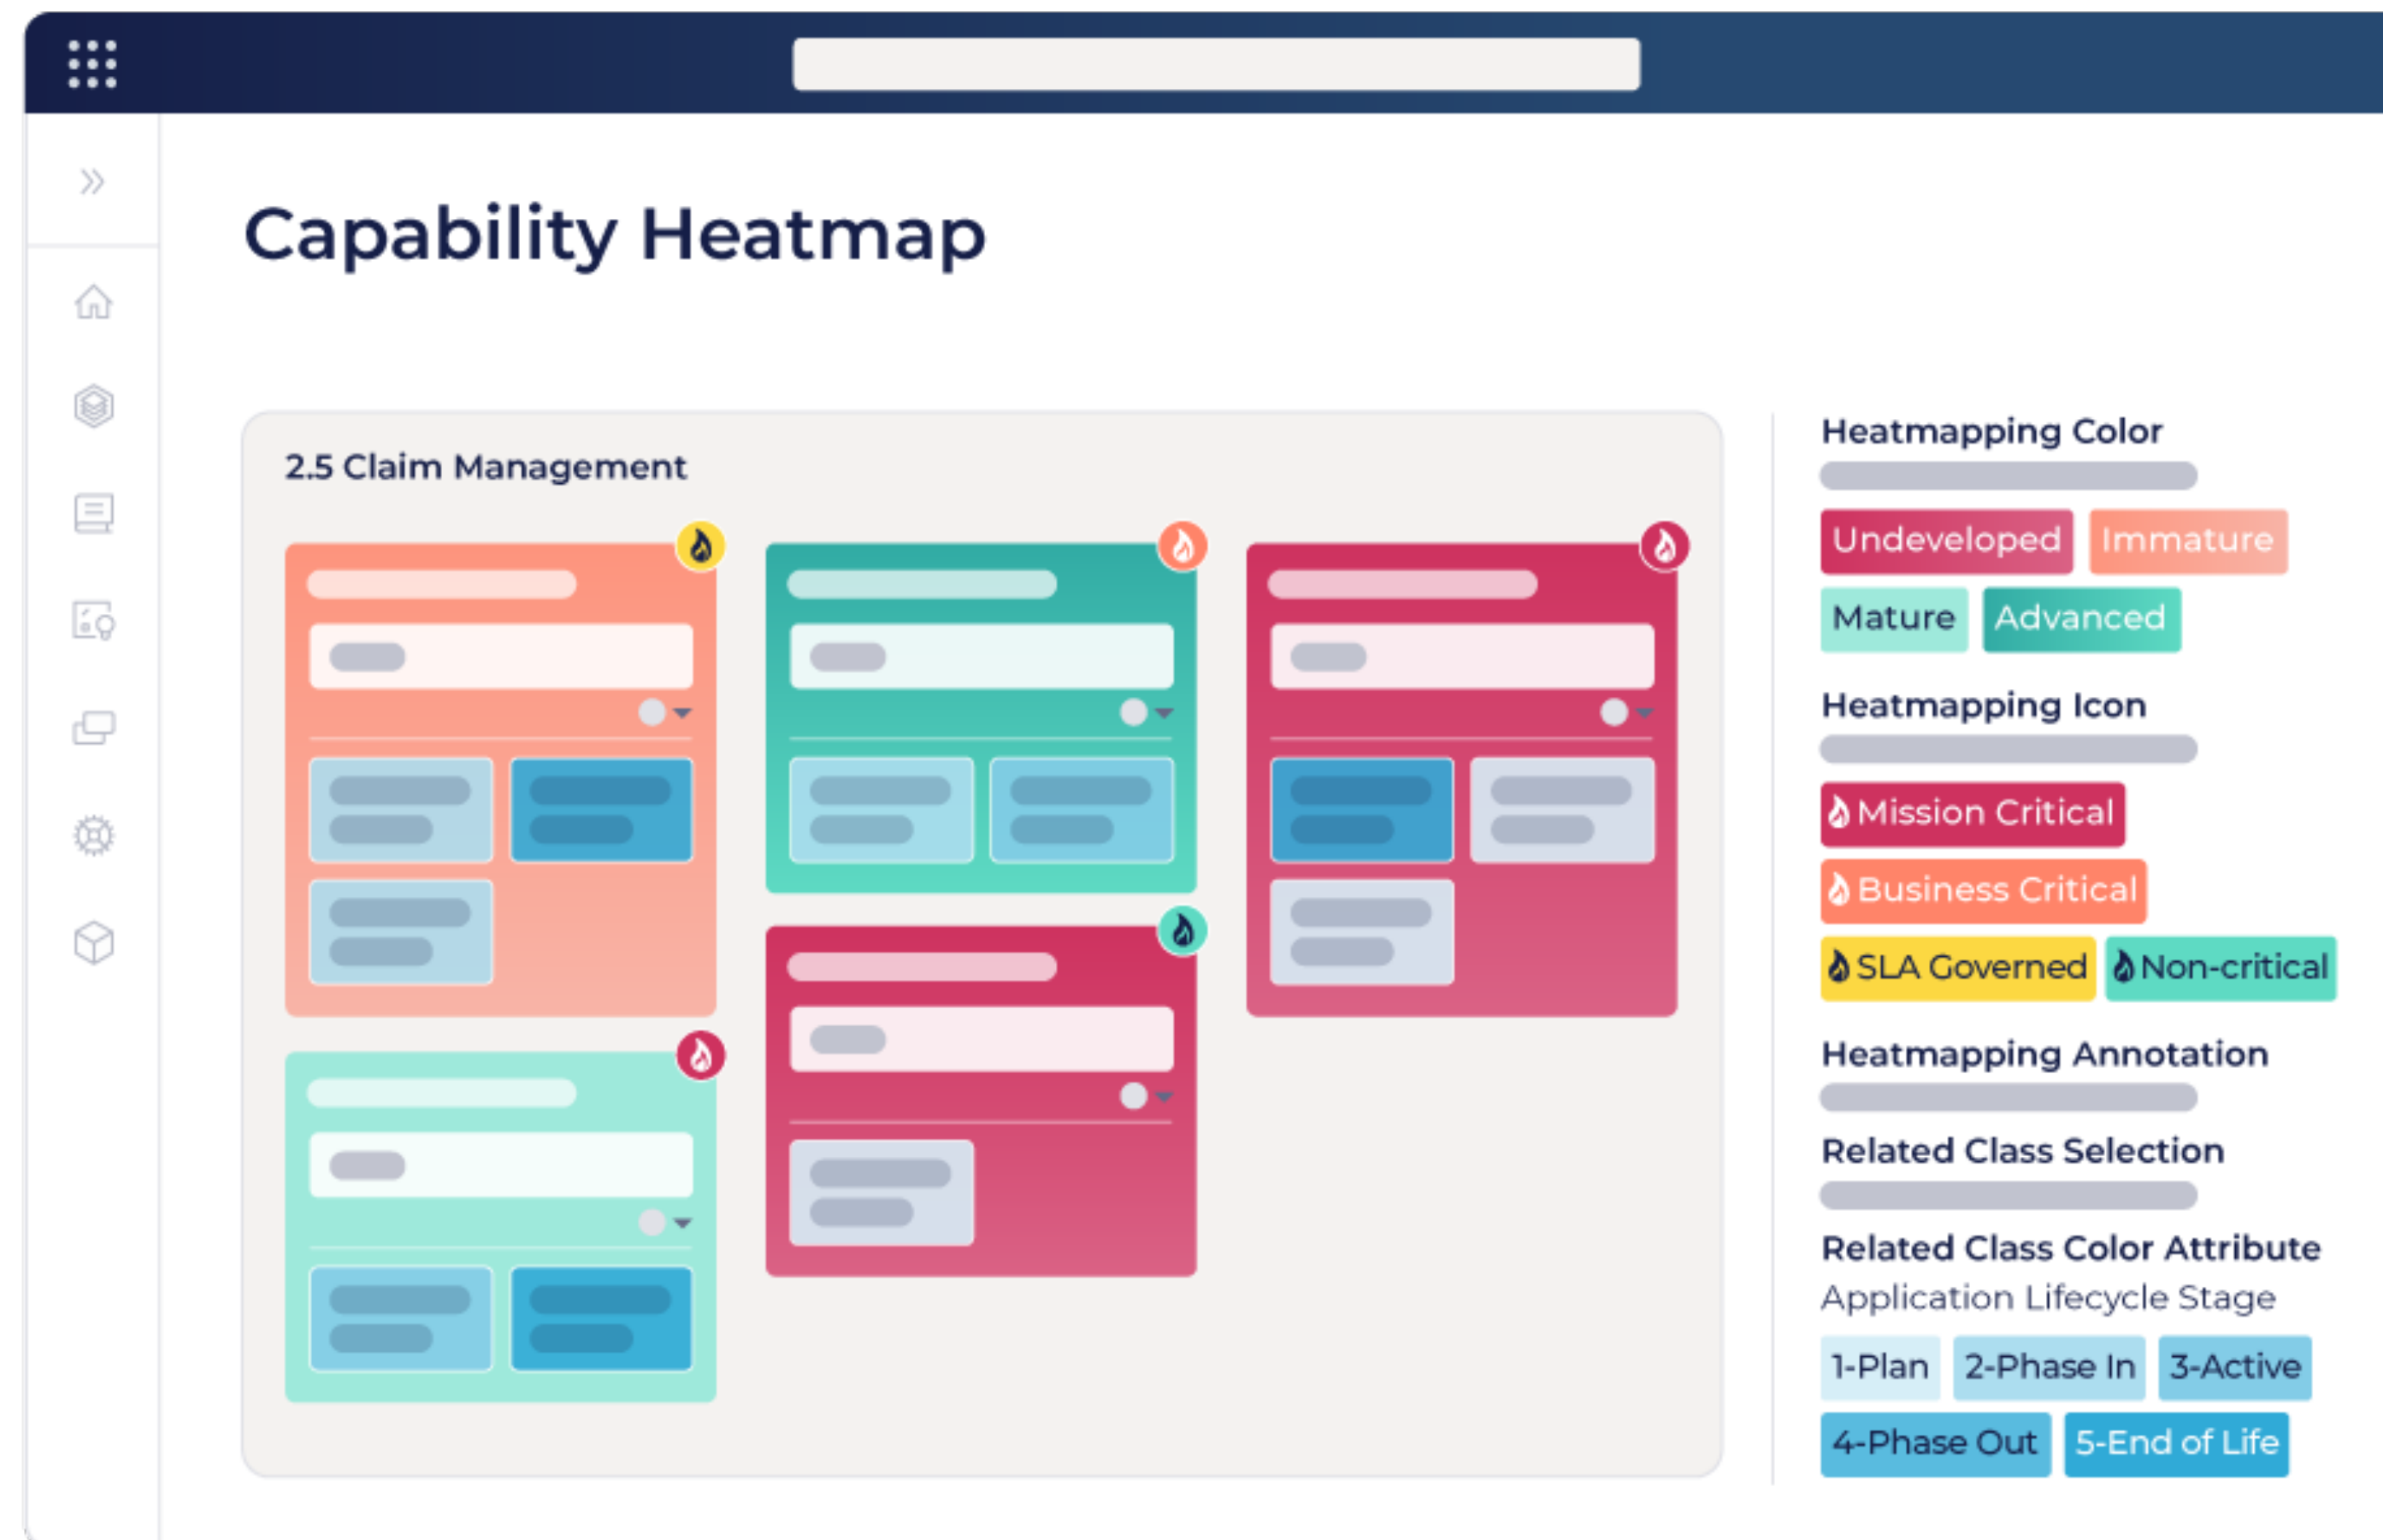 Capability Heatmap
2.5 Claim Management
Heatmapping Color
Undeveloped Immature
Mature Advanced
Heatmapping Icon
Mission Critical
Business Critical
SLA Governed Non-critical
Heatmapping Annotation
Related Class Selection
Related Class Color Attribute
Application Lifecycle Stage
1-Plan 2-Phase In 3-Active
4-Phase Out 5-End of Life